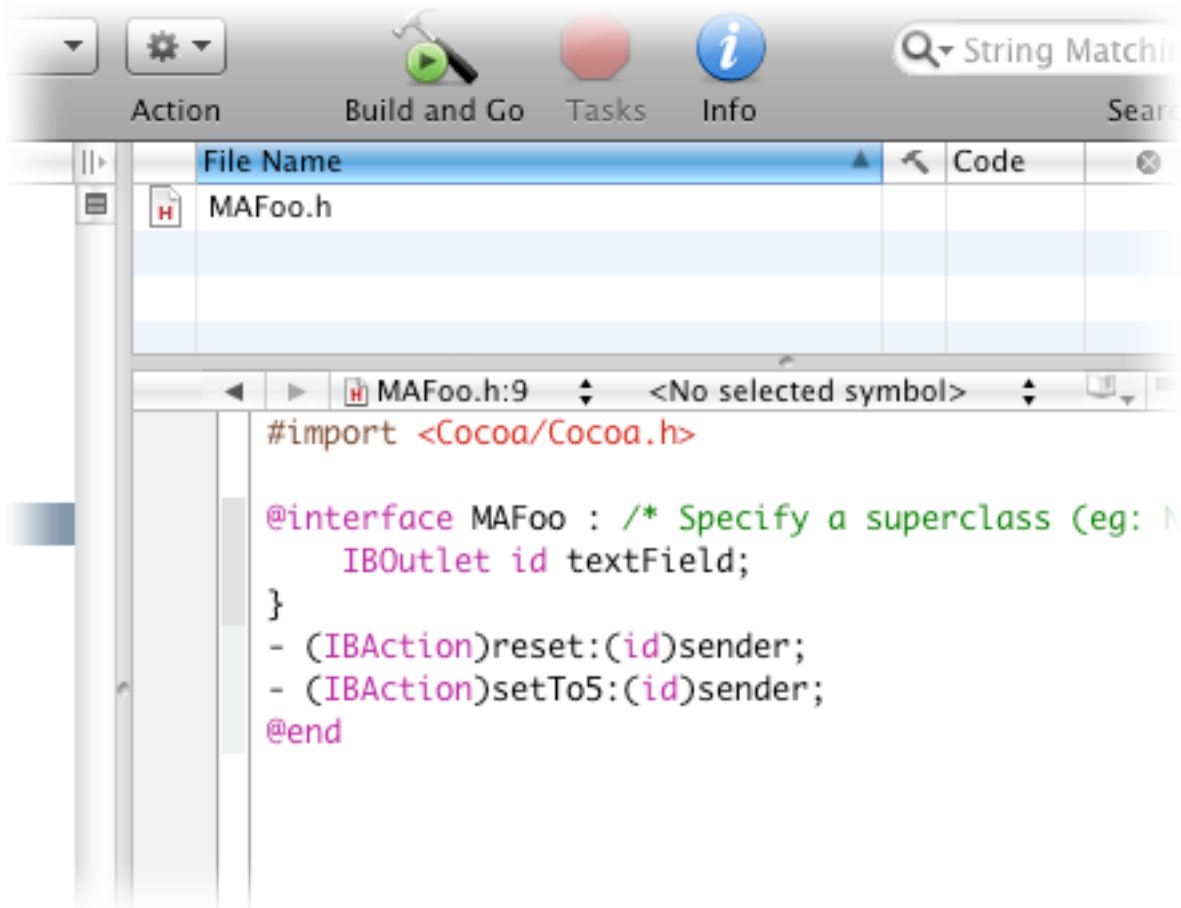 String Matchi
Action
Build and Go
Tasks
Info
Sear
File Name
Code
MAFoo.h
MAFoo.h:9
<No selected symbol>
#import <Cocoa/Cocoa.h>
@interface MAFoo : /* Specify a superclass (eg: N
IBOutlet id textField;
}
- (IBAction)reset:(id)sender;
- (IBAction)setTo5:(id)sender;
@end